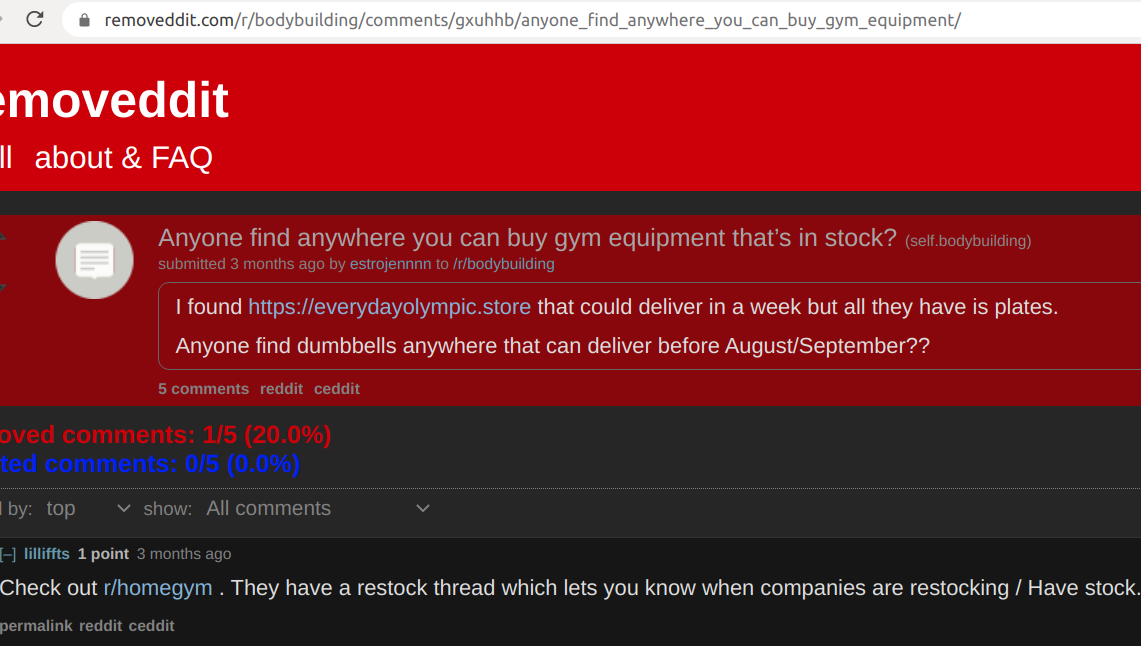 removeddit.com/r/bodybuilding/comments/gxuhhb/anyone_find_anywhere_you_can_buy_gym_equipment/
emoveddit
ll about & FAQ
Anyone find anywhere you can buy gym equipment that’s in stock? (self.bodybuilding)
submitted 3 months ago by estrojennnn to /r/bodybuilding
I found https://everydayolympic.store that could deliver in a week but all they have is plates.
Anyone find dumbbells anywhere that can deliver before August/September??
5 comments reddit ceddit
oved comments: 1/5 (20.0%)
ted comments: 0/5 (0.0%)
l by: top show: All comments
[–] lilliffts 1 point 3 months ago
Check out r/homegym . They have a restock thread which lets you know when companies are restocking / Have stock.
permalink reddit ceddit